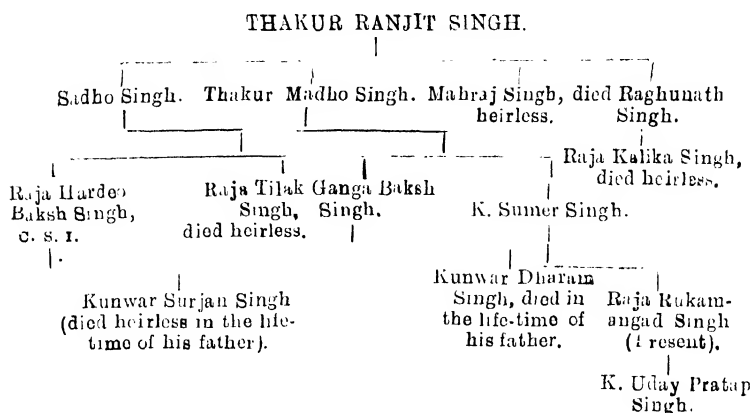 THAKUR RANJIT SINGH.
Sadho Singh. Thakur Madho Singh. Mahraj Singh, died Raghunath
heirless. Singh.
Raja Kalika Singh,
died heirless.
Raja Hardeo Raja Tilak Ganga Baksh
Baksh Singh, Singh, Singh. K. Sumer Singh.
C. S. I. died heirless.
Kunwar Surjan Singh
(died heirless in the life-
time of his father).
Kunwar Dharam
Singh, died in Raja Rukam-
the life-time of angad Singh
his father. (present).
K. Uday Pratap
Singh.